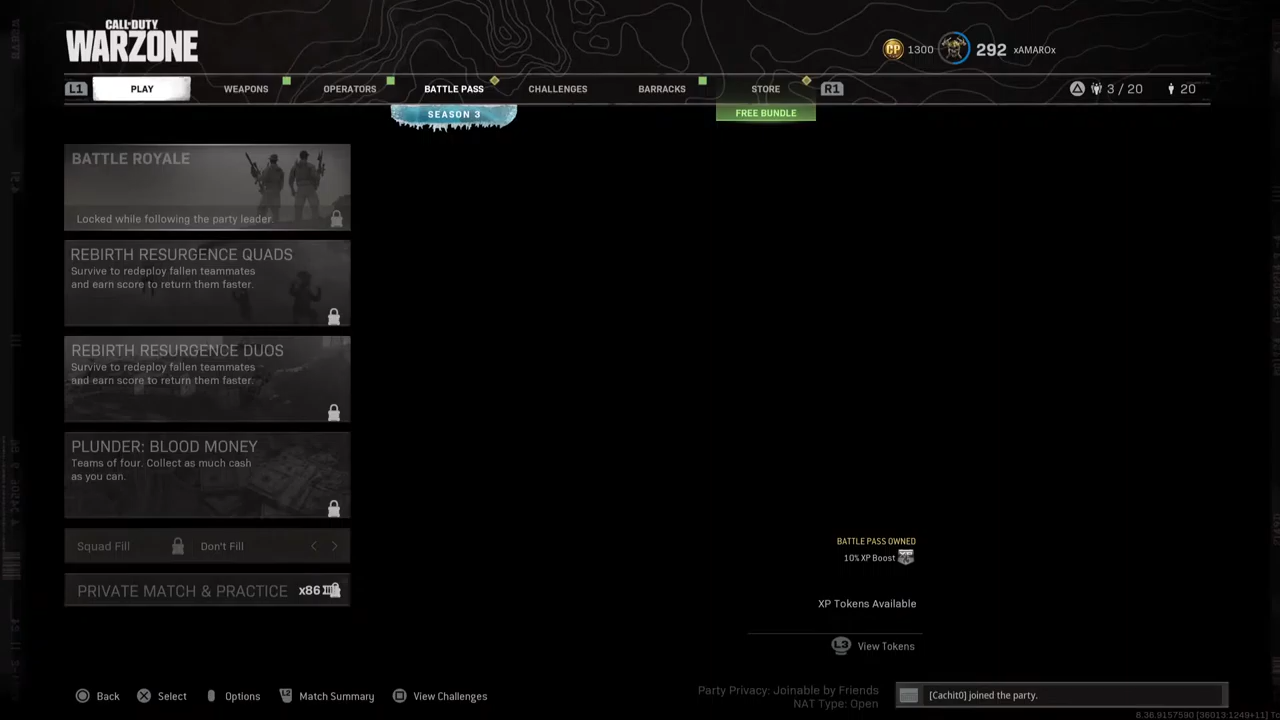 CALL OF DUTY
WARZONE
CP 1300 292 xAMAROx
L1 PLAY WEAPONS OPERATORS BATTLE PASS CHALLENGES BARRACKS STORE R1 3 / 20 20
SEASON 3
FREE BUNDLE
BATTLE ROYALE
Locked while following the party leader.
REBIRTH RESURGENCE QUADS
Survive to redeploy fallen teammates
and earn score to return them faster.
REBIRTH RESURGENCE DUOS
Survive to redeploy fallen teammates
and earn score to return them faster.
PLUNDER: BLOOD MONEY
Teams of four. Collect as much cash
as you can.
Squad Fill Don't Fill
PRIVATE MATCH & PRACTICE x86
BATTLE PASS OWNED
10% XP Boost
XP Tokens Available
L3 View Tokens
Back Select Options Match Summary View Challenges
Party Privacy: Joinable by Friends
NAT Type: Open
[Cachit0] joined the party.